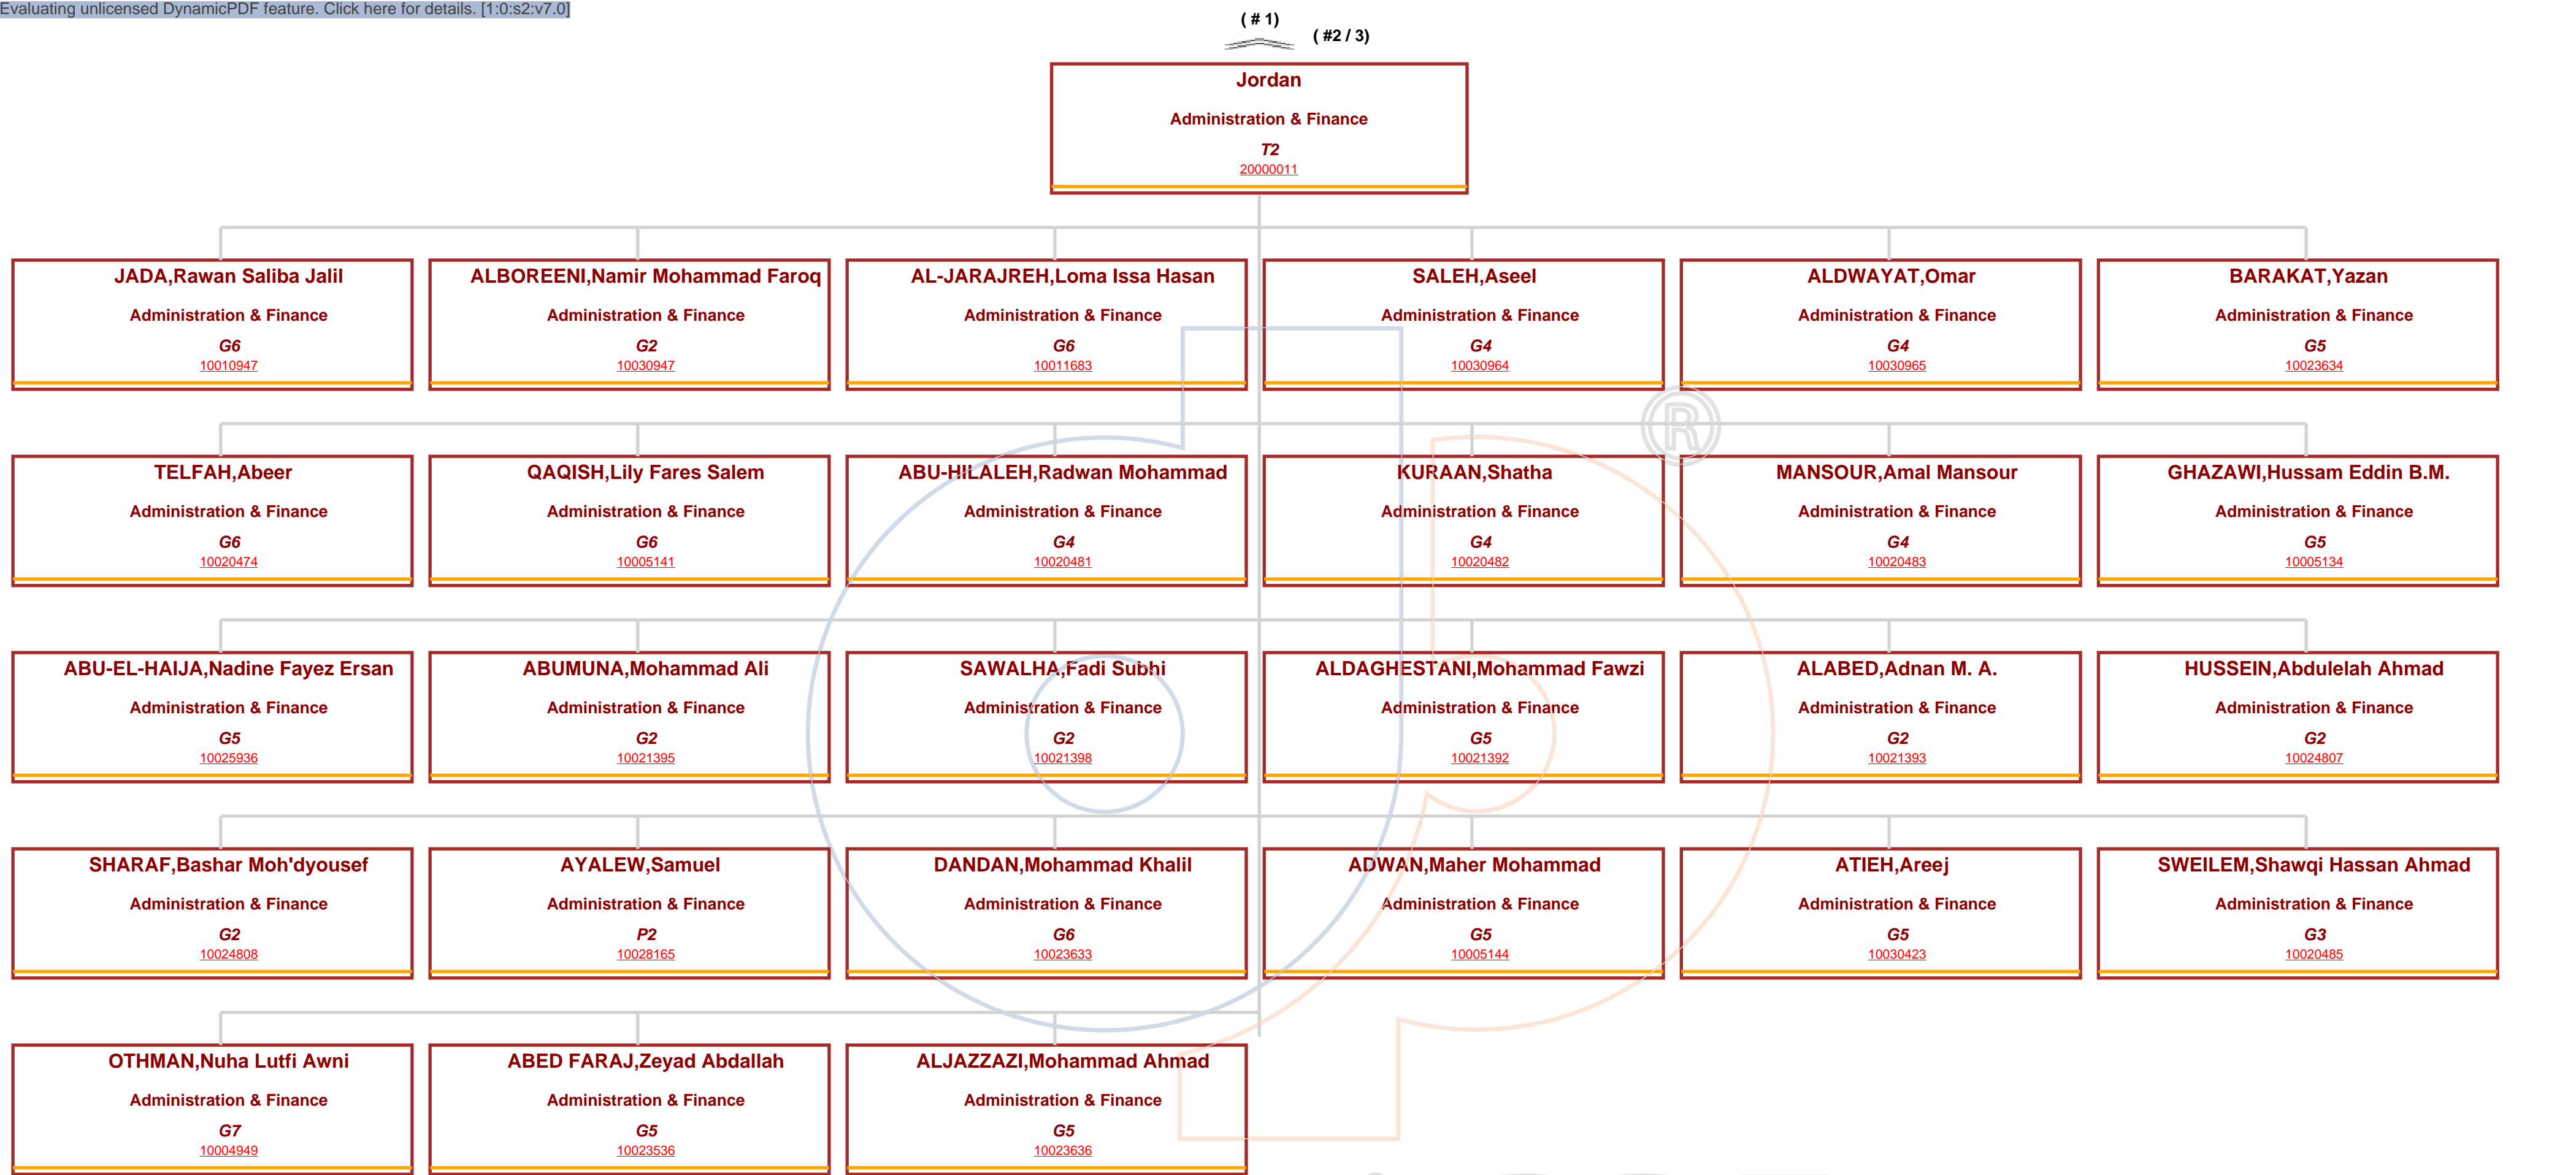 Evaluating unlicensed DynamicPDF feature. Click here for details. [1:0:s2:v7.0]
( # 1)
( #2 / 3)
Jordan
Administration & Finance
T2
20000011
JADA,Rawan Saliba Jalil
Administration & Finance
G6
10010947
ALBOREENI,Namir Mohammad Faroq
Administration & Finance
G2
10030947
AL-JARAJREH,Loma Issa Hasan
Administration & Finance
G6
10011683
SALEH,Aseel
Administration & Finance
G4
10030964
ALDWAYAT,Omar
Administration & Finance
G4
10030965
BARAKAT,Yazan
Administration & Finance
G5
10023634
TELFAH,Abeer
Administration & Finance
G6
10020474
QAQISH,Lily Fares Salem
Administration & Finance
G6
10005141
ABU-HILALEH,Radwan Mohammad
Administration & Finance
G4
10020481
KURAAN,Shatha
Administration & Finance
G4
10020482
MANSOUR,Amal Mansour
Administration & Finance
G4
10020483
GHAZAWI,Hussam Eddin B.M.
Administration & Finance
G5
10005134
ABU-EL-HAIJA,Nadine Fayez Ersan
Administration & Finance
G5
10025936
ABUMUNA,Mohammad Ali
Administration & Finance
G2
10021395
SAWALHA,Fadi Subhi
Administration & Finance
G2
10021398
ALDAGHESTANI,Mohammad Fawzi
Administration & Finance
G5
10021392
ALABED,Adnan M. A.
Administration & Finance
G2
10021393
HUSSEIN,Abdulelah Ahmad
Administration & Finance
G2
10024807
SHARAF,Bashar Moh'dyousef
Administration & Finance
G2
10024808
AYALEW,Samuel
Administration & Finance
P2
10028165
DANDAN,Mohammad Khalil
Administration & Finance
G6
10023633
ADWAN,Maher Mohammad
Administration & Finance
G5
10005144
ATIEH,Areej
Administration & Finance
G5
10030423
SWEILEM,Shawqi Hassan Ahmad
Administration & Finance
G3
10020485
OTHMAN,Nuha Lutfi Awni
Administration & Finance
G7
10004949
ABED FARAJ,Zeyad Abdallah
Administration & Finance
G5
10023536
ALJAZZAZI,Mohammad Ahmad
Administration & Finance
G5
10023636
®